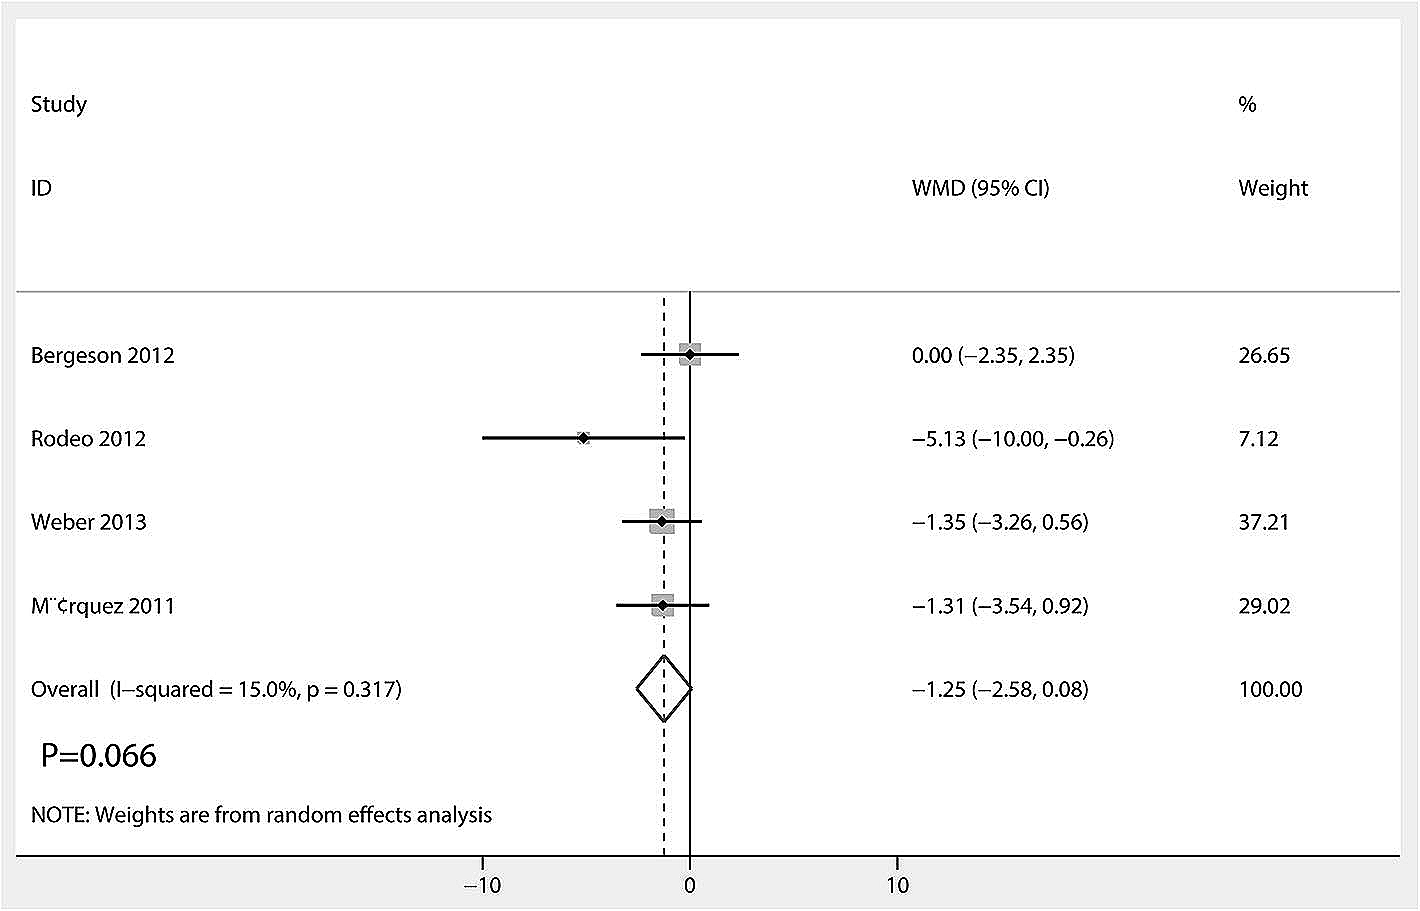 Study %
ID WMD (95% CI) Weight
Bergeson 2012 0.00 (−2.35, 2.35) 26.65
Rodeo 2012 −5.13 (−10.00, −0.26) 7.12
Weber 2013 −1.35 (−3.26, 0.56) 37.21
M¨¢rquez 2011 −1.31 (−3.54, 0.92) 29.02
Overall (I−squared = 15.0%, p = 0.317) −1.25 (−2.58, 0.08) 100.00
P=0.066
NOTE: Weights are from random effects analysis
−10 0 10